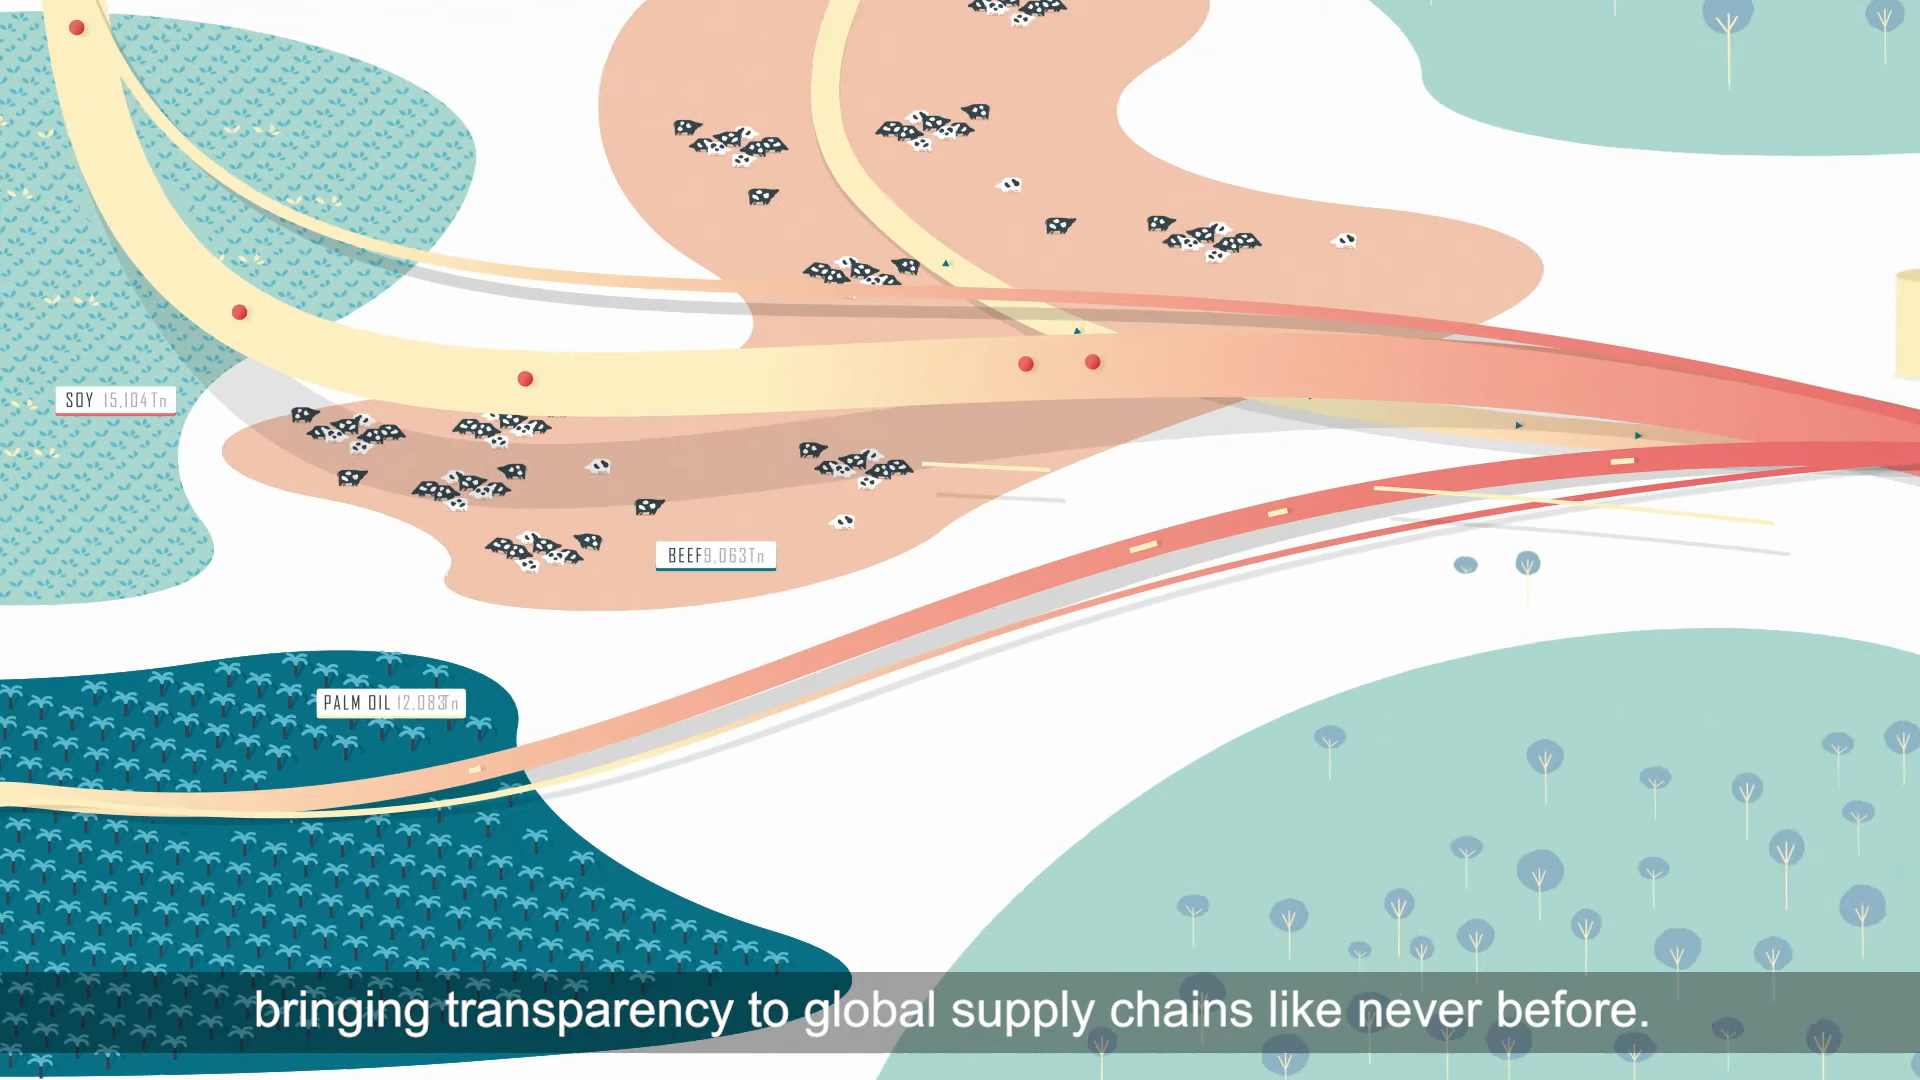 SOY 15,104Tn
BEEF9,063Tn
PALM OIL 12,083Tn
bringing transparency to global supply chains like never before.